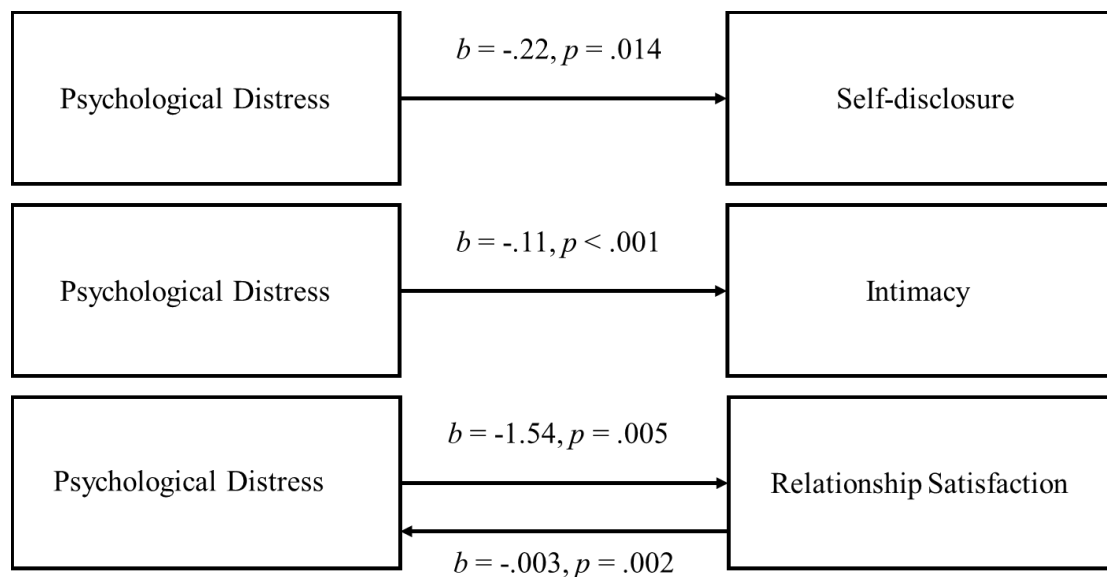 b = -.22, p = .014
Psychological Distress
Self-disclosure
b = -.11, p < .001
Psychological Distress
Intimacy
b = -1.54, p = .005
Psychological Distress
Relationship Satisfaction
b = -.003, p = .002